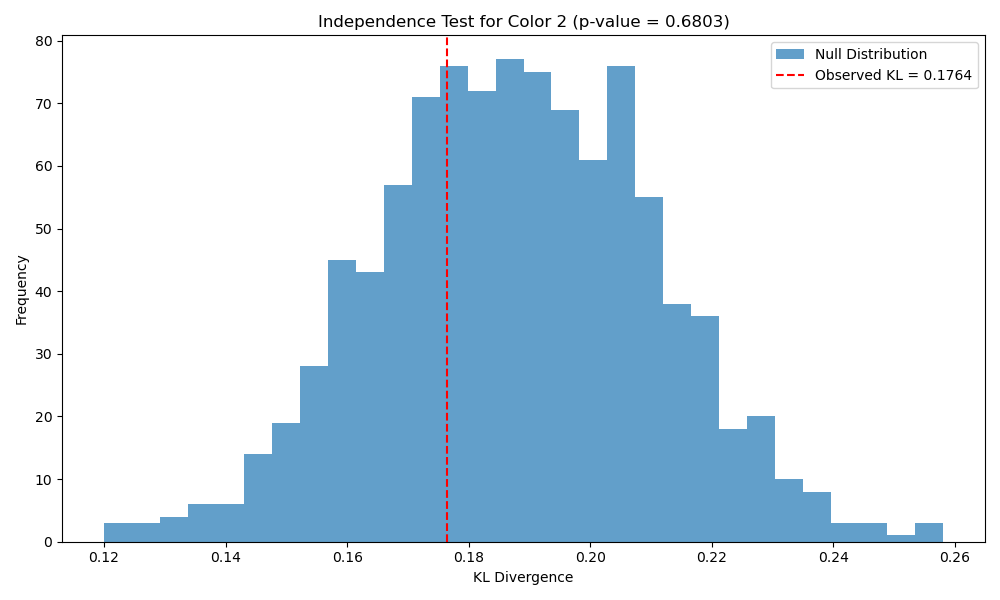 Independence Test for Color 2 (p-value = 0.6803)
Null Distribution
Observed KL = 0.1764
Frequency
80
70
60
50
40
30
20
10
0
0.12 0.14 0.16 0.18 0.20 0.22 0.24 0.26
KL Divergence